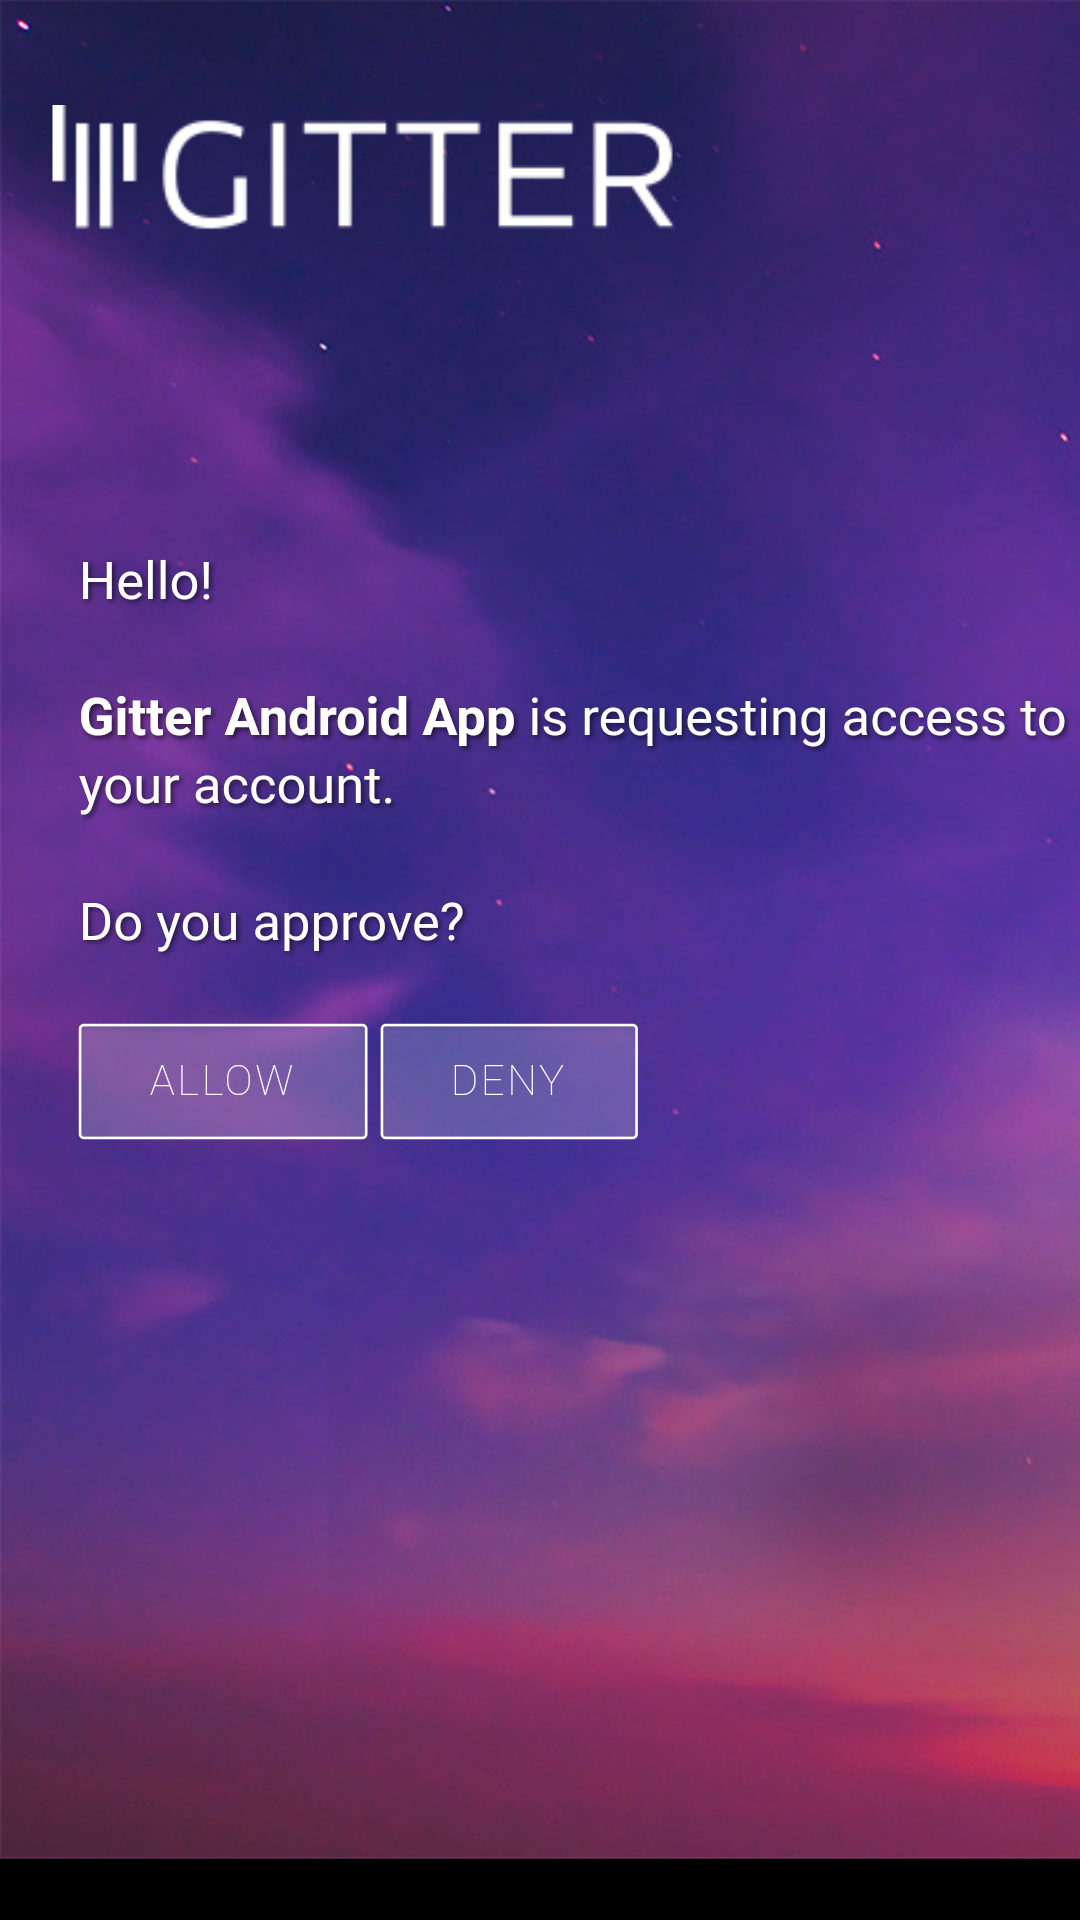 GITTER
Hello!
Gitter Android App is requesting access to
your account.
Do you approve?
ALLOW DENY